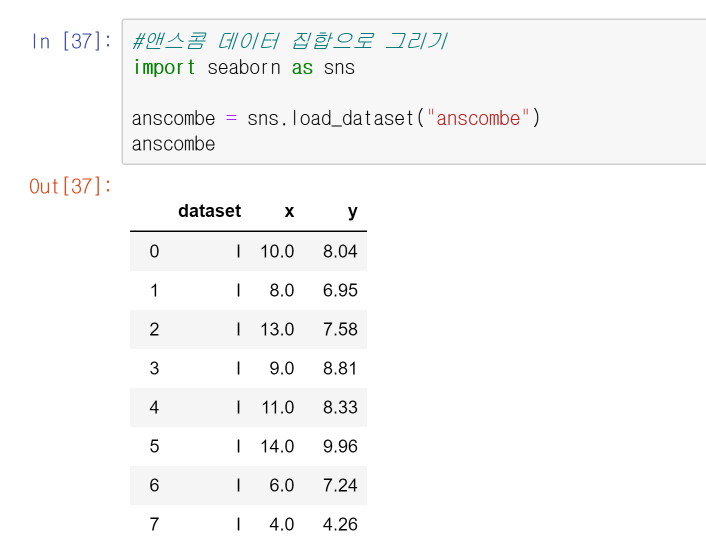 In [37]: #앤스콤 데이터 집합으로 그리기
import seaborn as sns
anscombe = sns.load_dataset("anscombe")
anscombe
Out[37]:
dataset x y
0 I 10.0 8.04
1 I 8.0 6.95
2 I 13.0 7.58
3 I 9.0 8.81
4 I 11.0 8.33
5 I 14.0 9.96
6 I 6.0 7.24
7 I 4.0 4.26